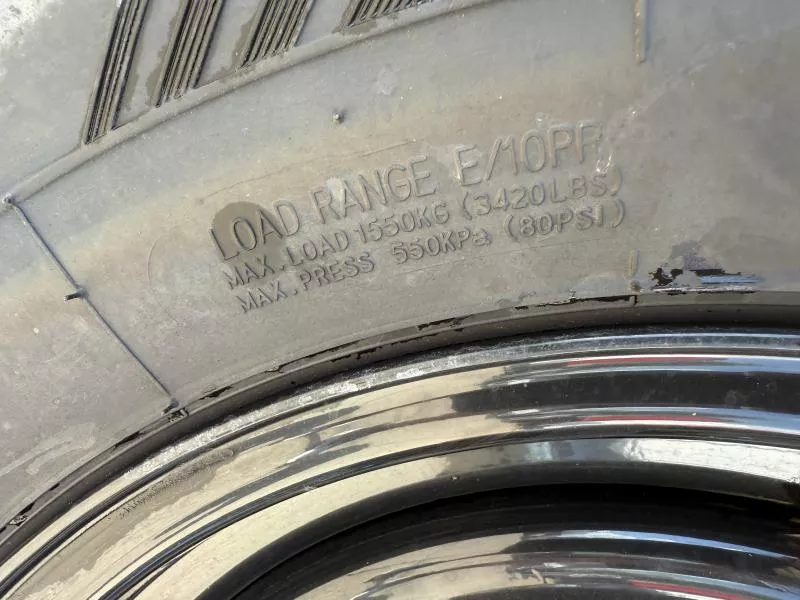 LOAD RANGE E/10PR
MAX.LOAD 1550KG (3420LBS)
MAX.PRESS 550KPa (80PSI)